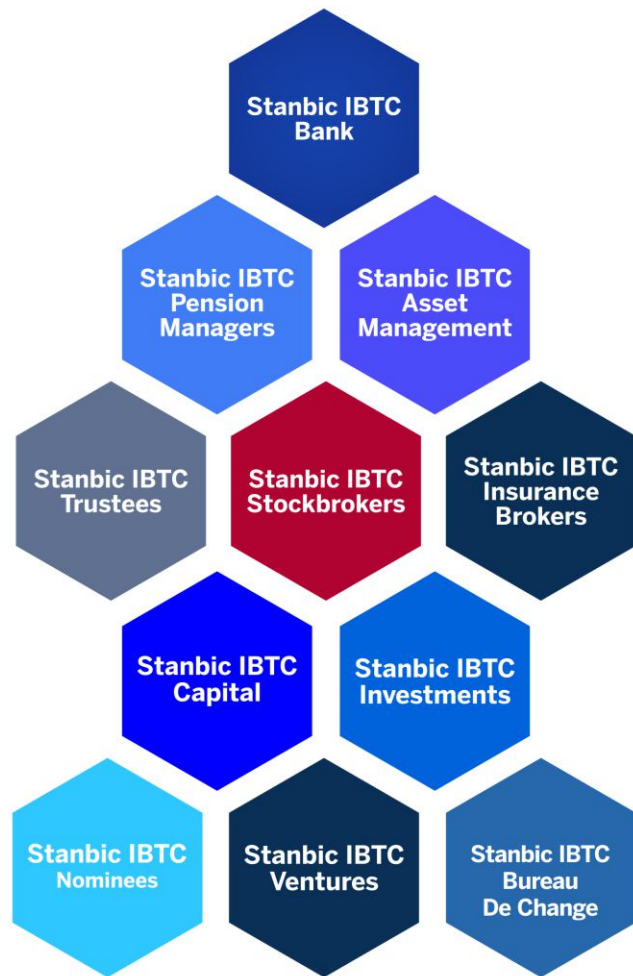 Stanbic IBTC
Bank
Stanbic IBTC
Pension
Managers
Stanbic IBTC
Asset
Management
Stanbic IBTC
Trustees
Stanbic IBTC
Stockbrokers
Stanbic IBTC
Insurance
Brokers
Stanbic IBTC
Capital
Stanbic IBTC
Investments
Stanbic IBTC
Nominees
Stanbic IBTC
Ventures
Stanbic IBTC
Bureau
De Change